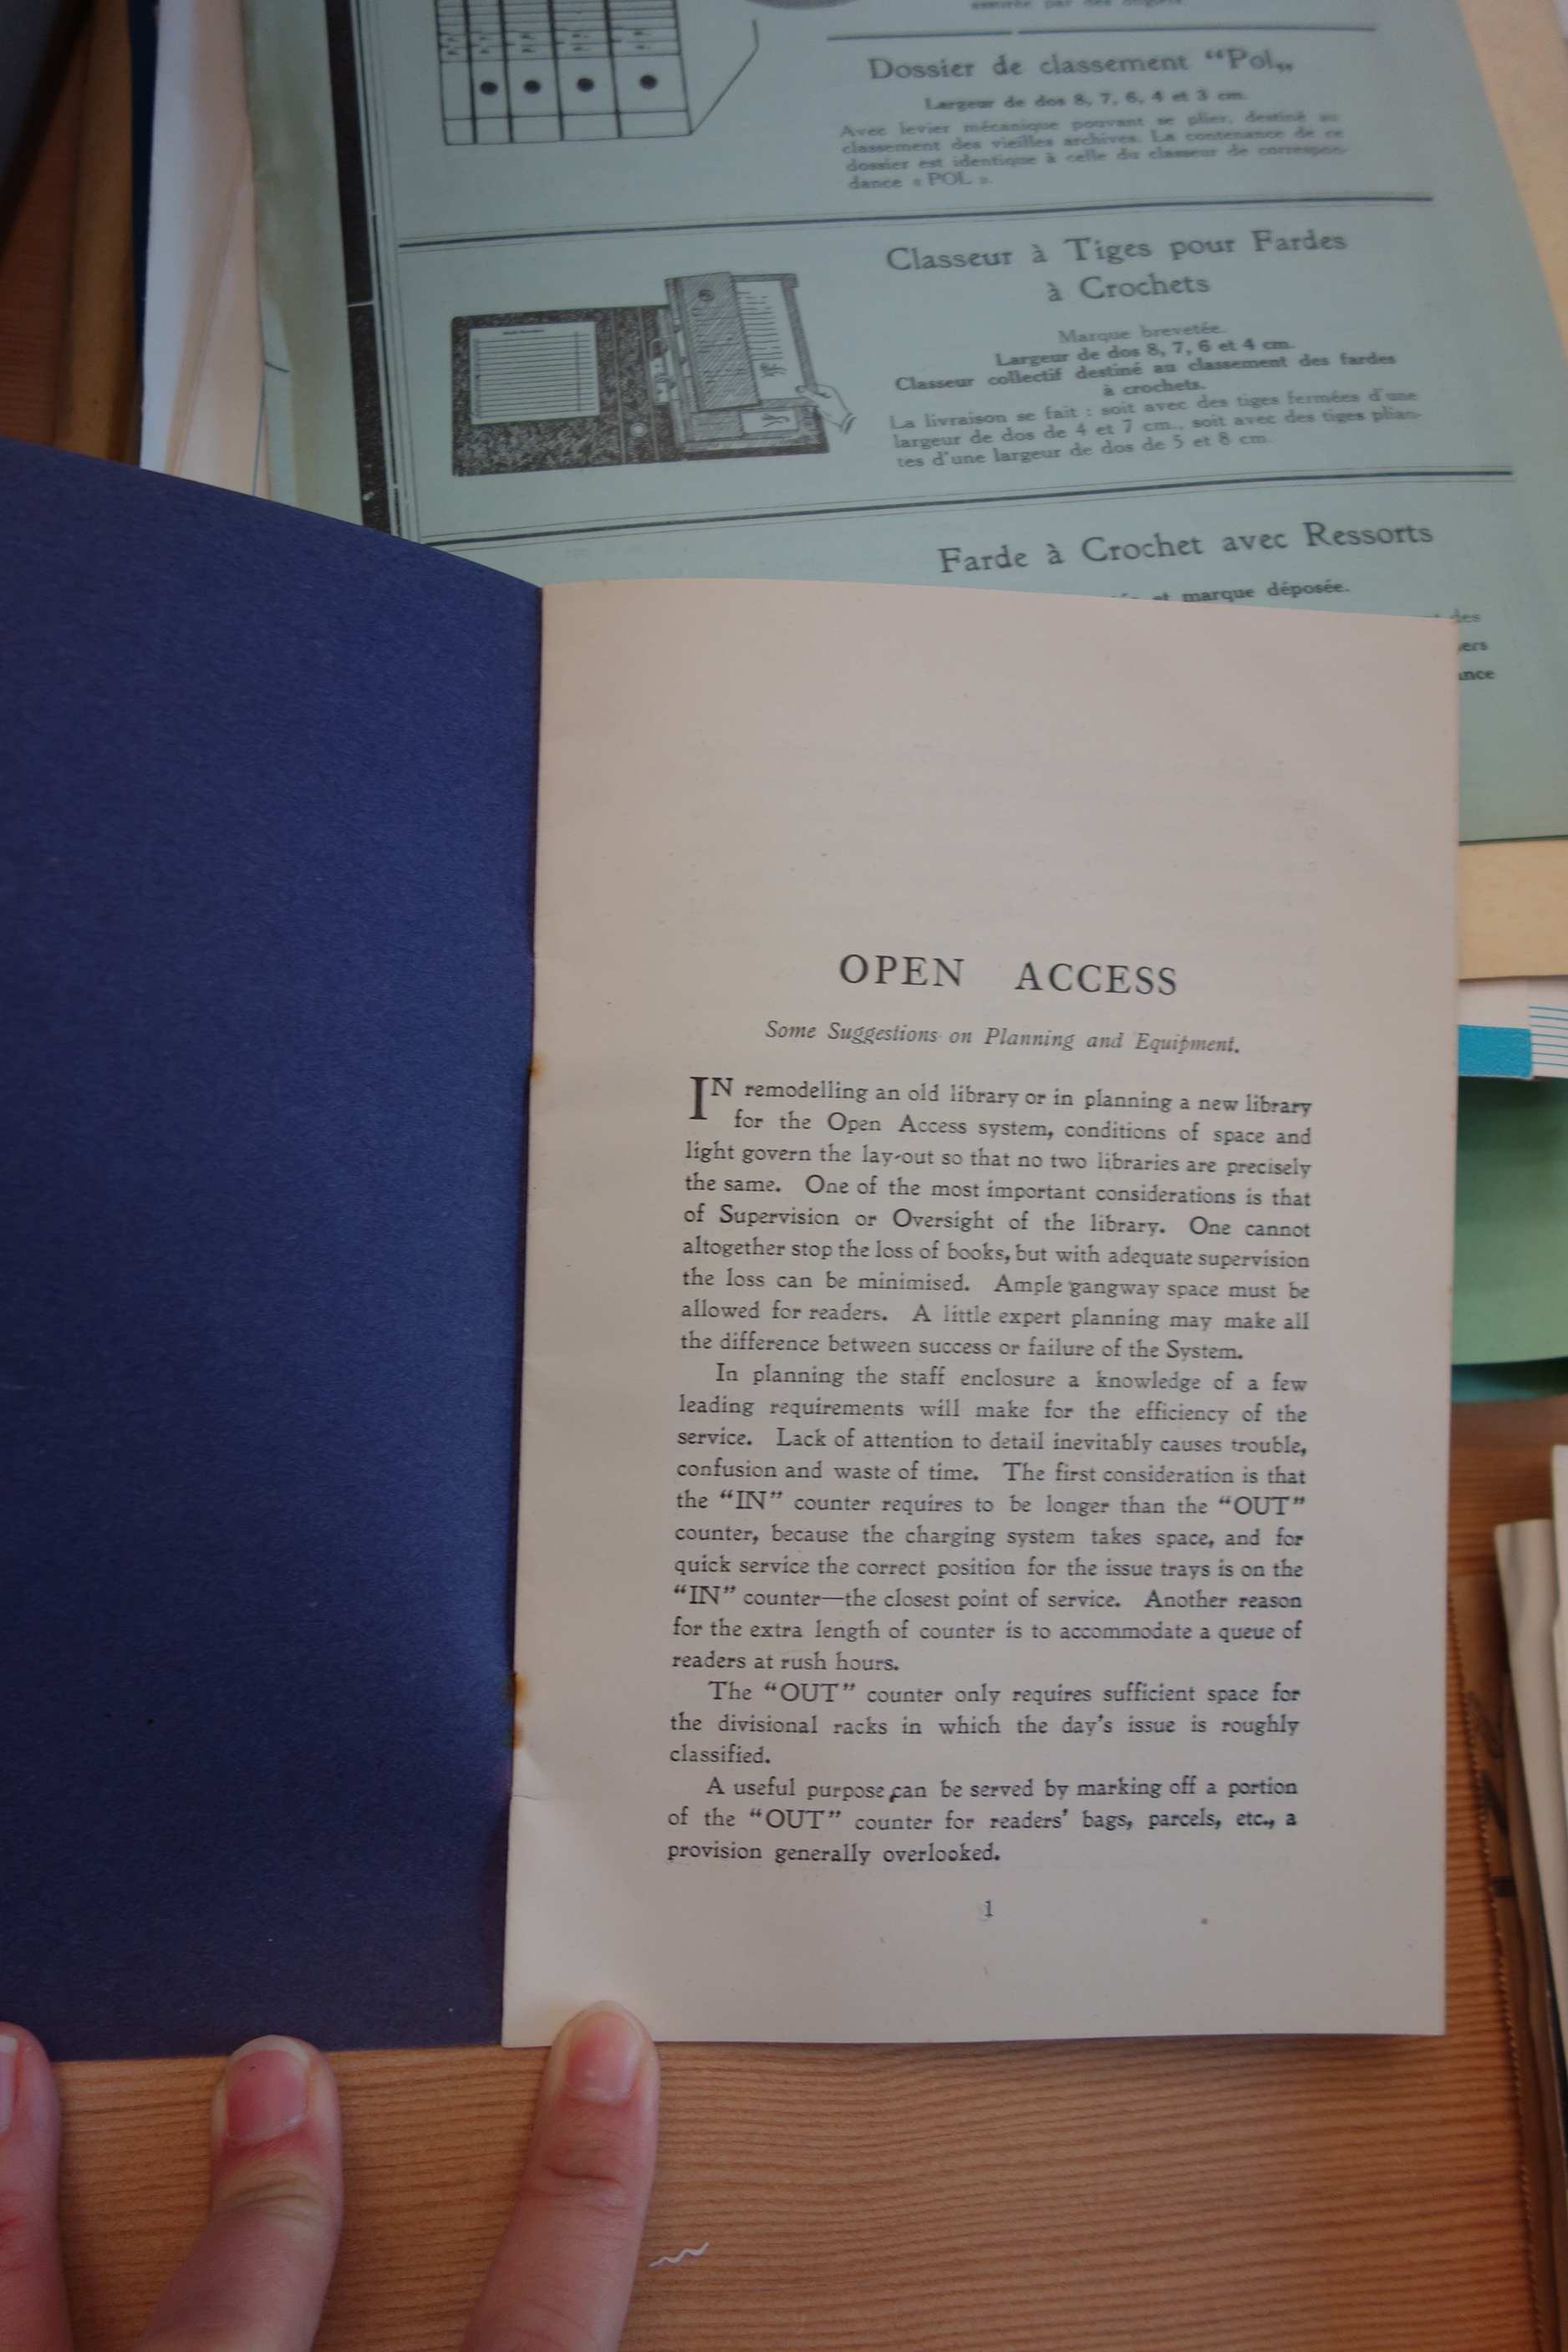 Dossier de classement “Pol„
Largeur de dos 8, 7, 6, 4 et 3 cm.
Avec levier mécanique pouvant se plier, destiné au
classement des vieilles archives. La contenance de ce
dossier est identique à celle du classeur de correspon-
dance « POL ».
Classeur à Tiges pour Fardes
à Crochets
Marque brevetée.
Largeur de dos 8, 7, 6 et 4 cm.
Classeur collectif destiné au classement des fardes
à crochets.
La livraison se fait : soit avec des tiges fermées d'une
largeur de dos de 4 et 7 cm., soit avec des tiges plian-
tes d'une largeur de dos de 5 et 8 cm.
Farde à Crochet avec Ressorts
et marque déposée.
des
OPEN ACCESS
Some Suggestions on Planning and Equipment.
IN remodelling an old library or in planning a new library
for the Open Access system, conditions of space and
light govern the lay-out so that no two libraries are precisely
the same. One of the most important considerations is that
of Supervision or Oversight of the library. One cannot
altogether stop the loss of books, but with adequate supervision
the loss can be minimised. Ample gangway space must be
allowed for readers. A little expert planning may make all
the difference between success or failure of the System.
In planning the staff enclosure a knowledge of a few
leading requirements will make for the efficiency of the
service. Lack of attention to detail inevitably causes trouble,
confusion and waste of time. The first consideration is that
the “IN” counter requires to be longer than the “OUT”
counter, because the charging system takes space, and for
quick service the correct position for the issue trays is on the
“IN” counter—the closest point of service. Another reason
for the extra length of counter is to accommodate a queue of
readers at rush hours.
The “OUT” counter only requires sufficient space for
the divisional racks in which the day's issue is roughly
classified.
A useful purpose can be served by marking off a portion
of the “OUT” counter for readers' bags, parcels, etc., a
provision generally overlooked.
1